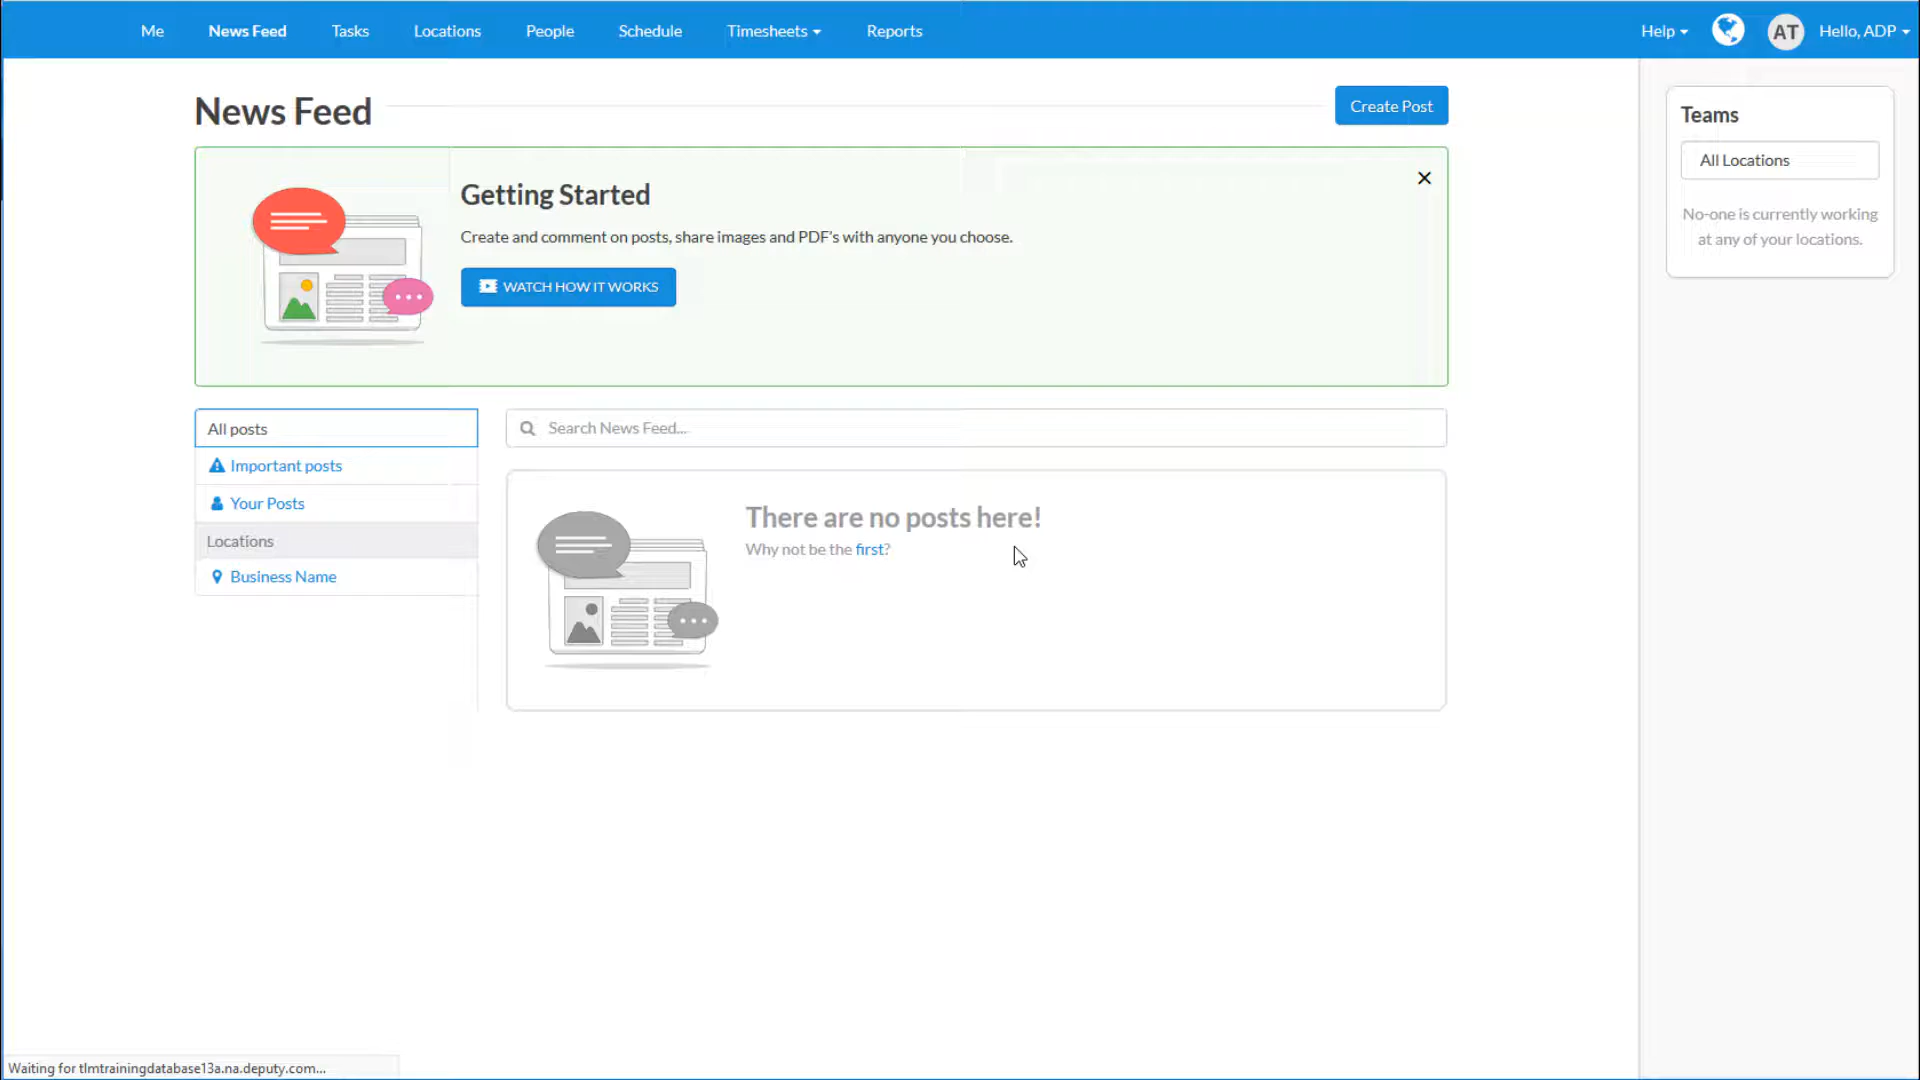 Me
News Feed
Tasks
Locations
People
Schedule
Timesheets
Reports
Help
AT
Hello, ADP
News Feed
Create Post
Getting Started
Create and comment on posts, share images and PDF's with anyone you choose.
WATCH HOW IT WORKS
Teams
All Locations
No-one is currently working
at any of your locations.
All posts
Important posts
Your Posts
Locations
Business Name
Search News Feed...
There are no posts here!
Why not be the first?
Waiting for tlmtrainingdatabase13a.na.deputy.com...